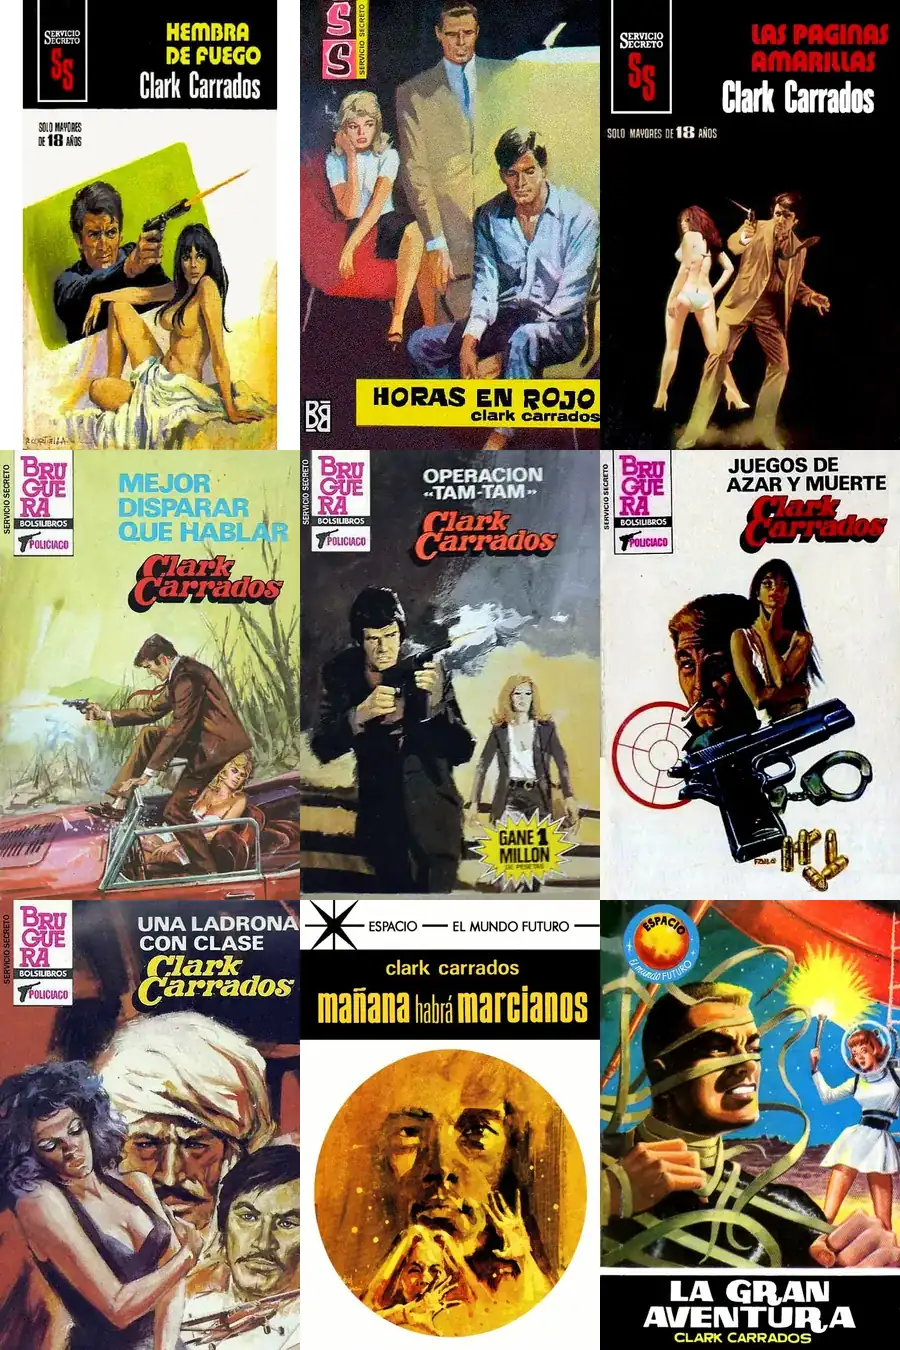 SERVICIO
SECRETO
SS
HEMBRA
DE FUEGO
Clark Carrados
SOLO MAYORES
DE 18 AÑOS
SS
SERVICIO SECRETO
HORAS EN ROJO
clark carrados
SERVICIO
SECRETO
SS
LAS PAGINAS
AMARILLAS
Clark Carrados
SOLO MAYORES DE 18 AÑOS
SERVICIO SECRETO
BRU
GUE
RA
BOLSILIBROS
POLICIACO
MEJOR
DISPARAR
QUE HABLAR
Clark
Carrados
SERVICIO SECRETO
BRU
GUE
RA
BOLSILIBROS
POLICIACO
OPERACION
«TAM-TAM»
Clark
Carrados
GANE 1
MILLON
DE PESETAS
SERVICIO SECRETO
BRU
GUE
RA
BOLSILIBROS
POLICIACO
JUEGOS DE
AZAR Y MUERTE
Clark
Carrados
SERVICIO SECRETO
BRU
GUE
RA
BOLSILIBROS
POLICIACO
UNA LADRONA
CON CLASE
Clark
Carrados
ESPACIO — EL MUNDO FUTURO
clark carrados
mañana habrá marcianos
ESPACIO
El mundo FUTURO
LA GRAN
AVENTURA
CLARK CARRADOS